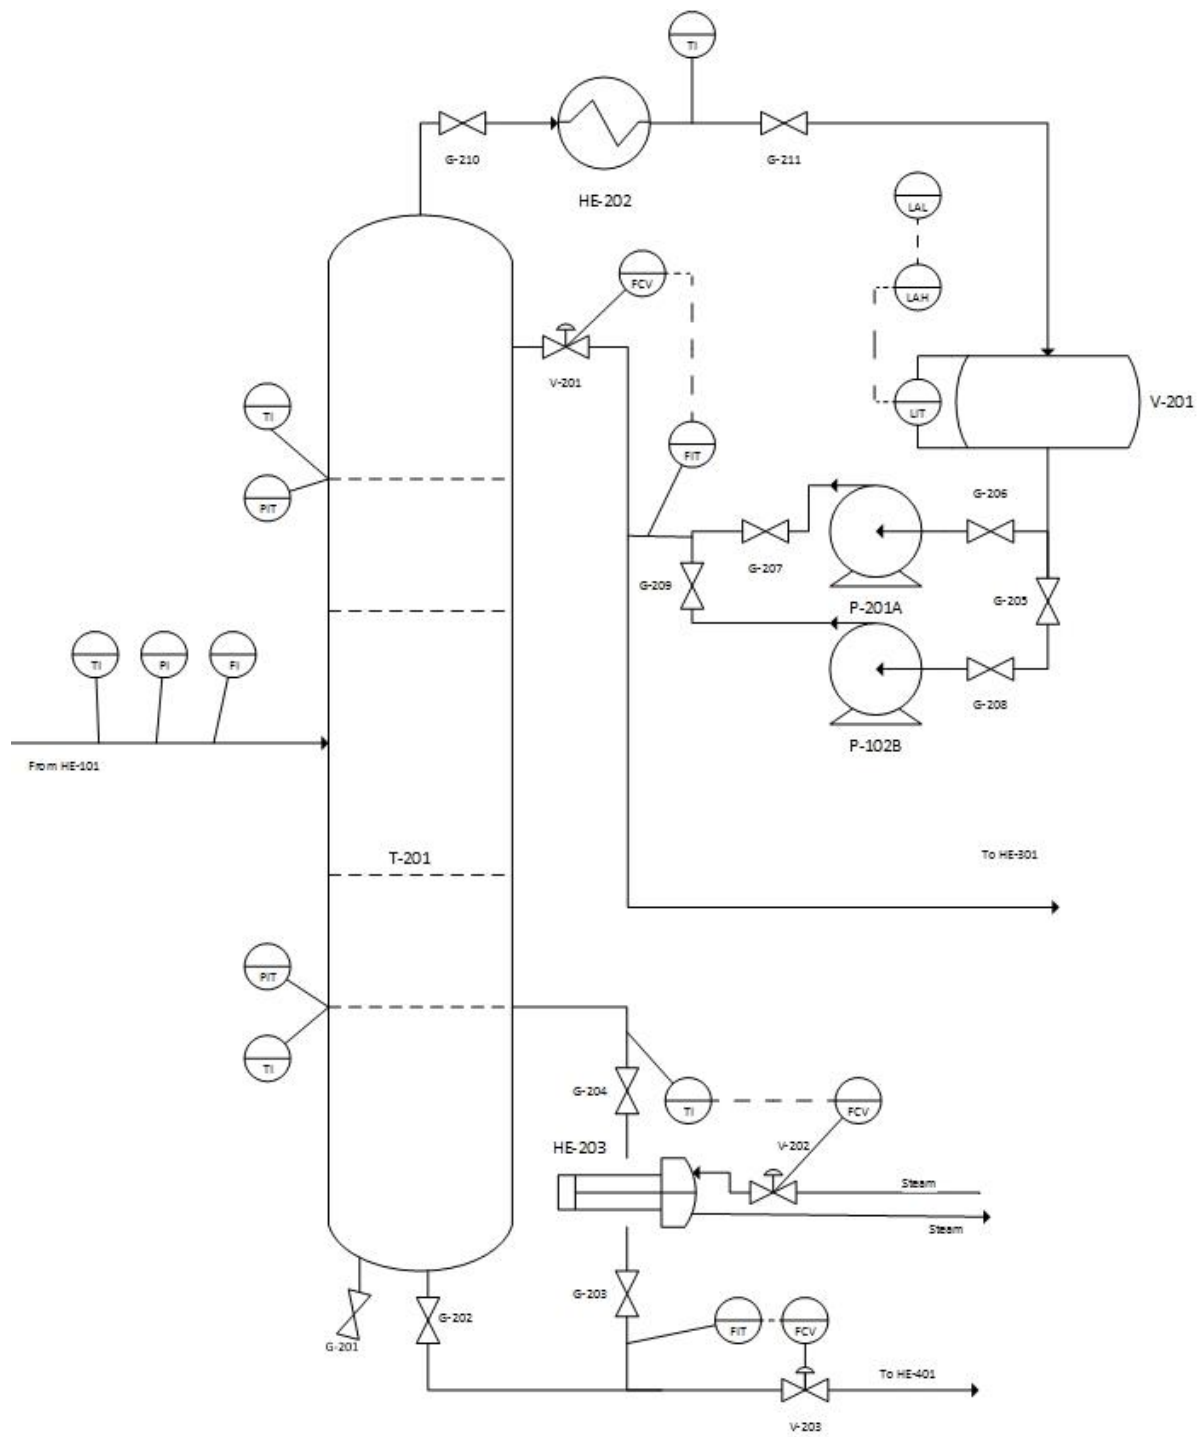 TI
G-210
G-211
HE-202
LAL
FCV
LAH
V-201
TI
LIT
V-201
FIT
PIT
G-206
G-207
G-209
G-205
P-201A
TI
PI
FI
G-208
P-102B
From HE-101
T-201
To HE-301
PIT
TI
G-204
TI
FCV
HE-203
V-202
Steam
Steam
G-203
G-202
FIT
FCV
G-201
To HE-401
V-203